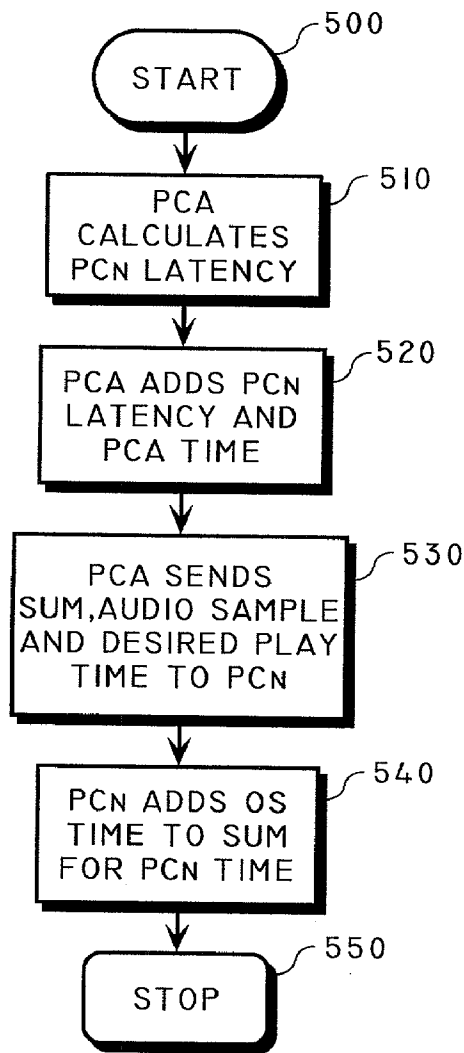 500
START
510
PCA
CALCULATES
PCN LATENCY
520
PCA ADDS PCN
LATENCY AND
PCA TIME
530
PCA SENDS
SUM,AUDIO SAMPLE
AND DESIRED PLAY
TIME TO PCN
540
PCN ADDS OS
TIME TO SUM
FOR PCN TIME
550
STOP